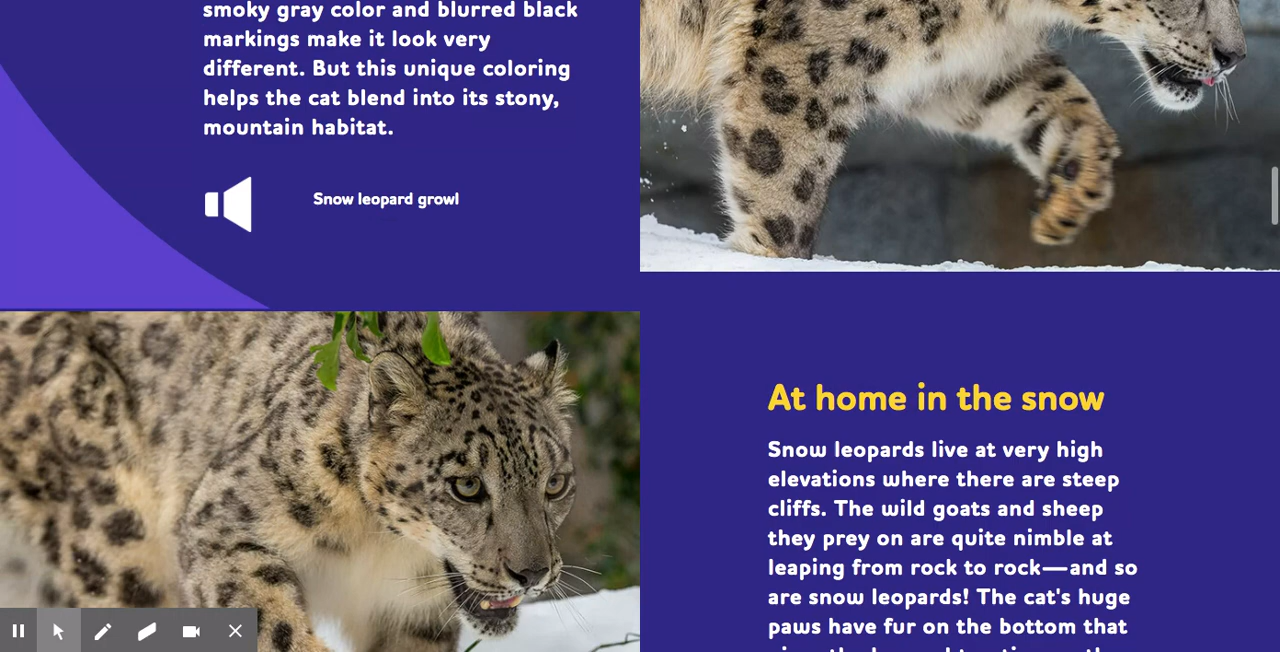 smoky gray color and blurred black
markings make it look very
different. But this unique coloring
helps the cat blend into its stony,
mountain habitat.
Snow leopard growl
At home in the snow
Snow leopards live at very high
elevations where there are steep
cliffs. The wild goats and sheep
they prey on are quite nimble at
leaping from rock to rock—and so
are snow leopards! The cat's huge
paws have fur on the bottom that